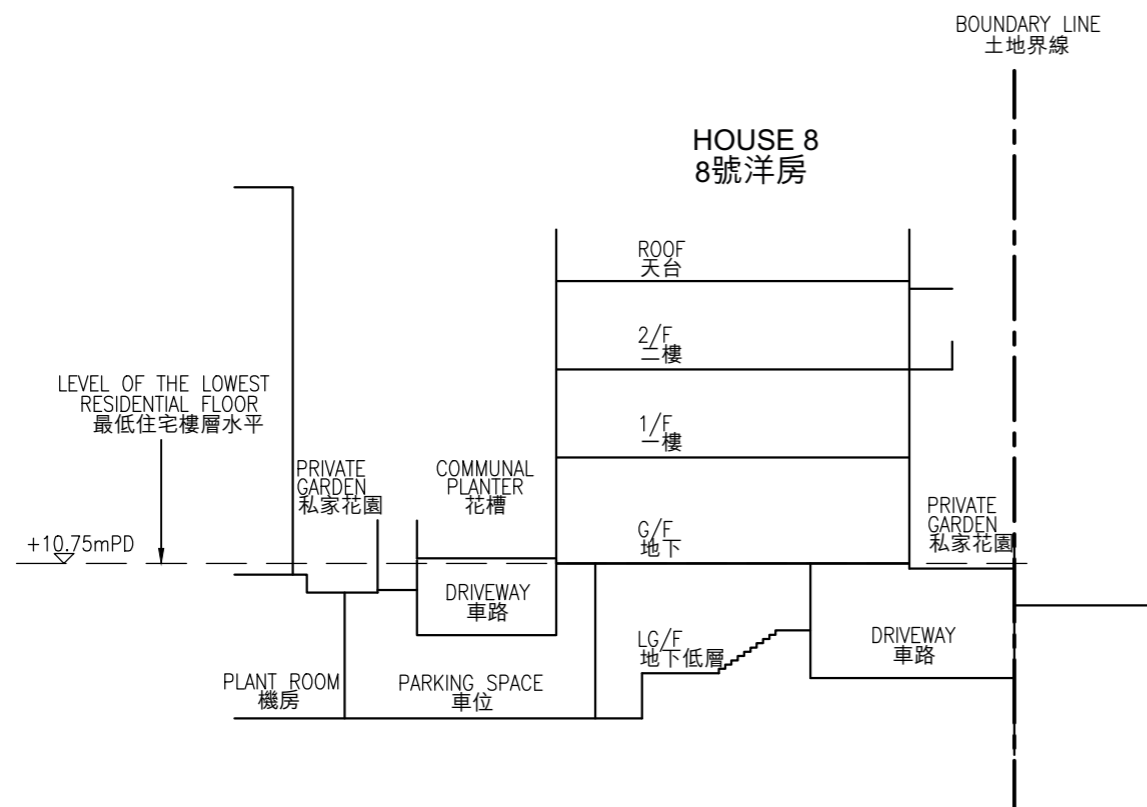 BOUNDARY LINE
土地界線
HOUSE 8
8號洋房
ROOF
天台
2/F
二樓
LEVEL OF THE LOWEST
RESIDENTIAL FLOOR
最低住宅樓層水平
1/F
一樓
PRIVATE
GARDEN
私家花園
COMMUNAL
PLANTER
花槽
G/F
地下
PRIVATE
GARDEN
私家花園
+10.75mPD
DRIVEWAY
車路
LG/F
地下低層
DRIVEWAY
車路
PLANT ROOM
機房
PARKING SPACE
車位